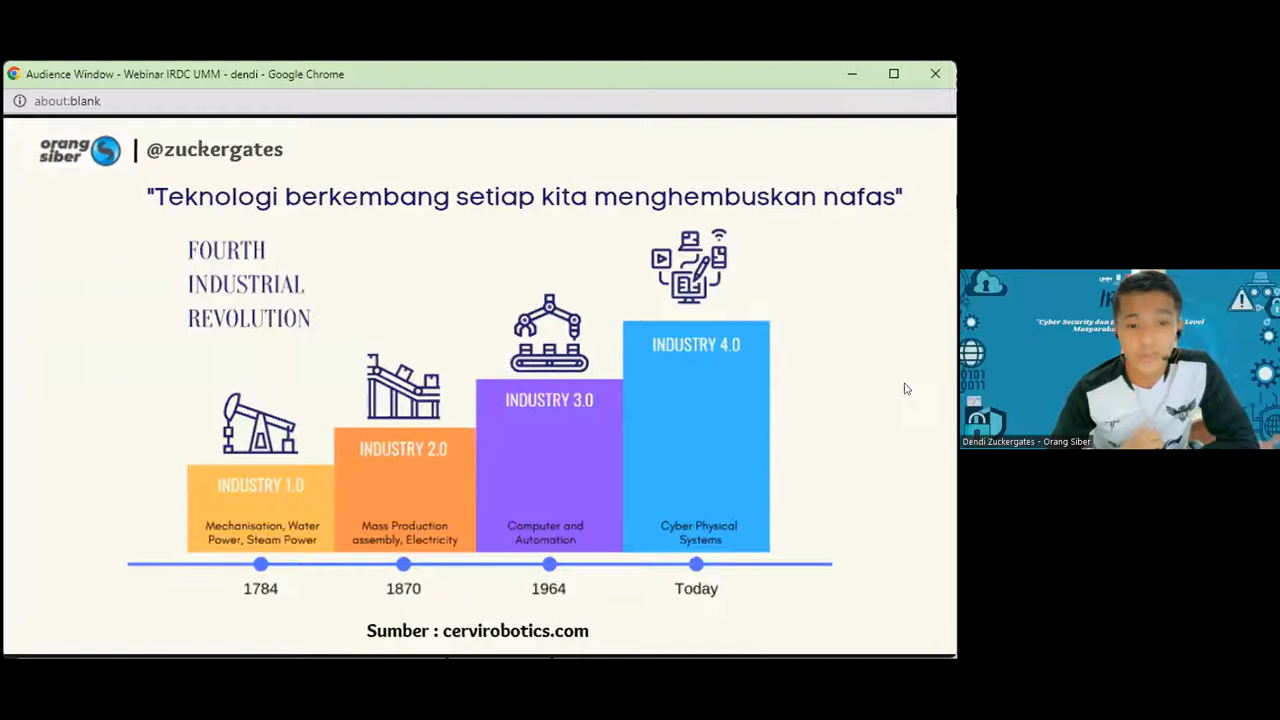 Audience Window - Webinar IRDC UMM - dendi - Google Chrome
about:blank
orang
siber
| @zuckergates
"Teknologi berkembang setiap kita menghembuskan nafas"
FOURTH
INDUSTRIAL
REVOLUTION
INDUSTRY 1.0
Mechanisation, Water
Power, Steam Power
INDUSTRY 2.0
Mass Production
assembly, Electricity
INDUSTRY 3.0
Computer and
Automation
INDUSTRY 4.0
Cyber Physical
Systems
1784
1870
1964
Today
Sumber : cervirobotics.com
UMM
"Cyber Security dan
Level
Dendi Zuckergates - Orang Siber